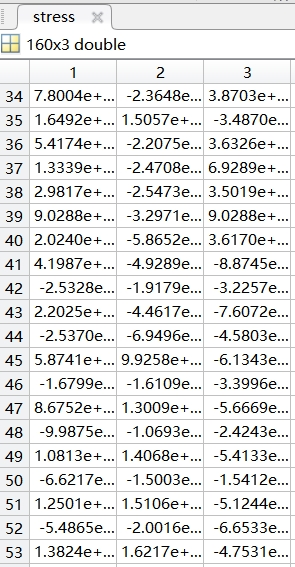 stress
160x3 double
1 2 3
34 7.8004e+... -2.3648e... 3.8703e...
35 1.6492e+... 1.5057e+... -3.4870e...
36 5.4174e+... -2.2075e... 3.6326e...
37 1.3339e+... -2.4708e... 6.9289e+...
38 2.9817e+... -2.5473e... 3.5019e+...
39 9.0288e+... -3.2971e... 9.0288e+...
40 2.0240e+... -5.8652e... 3.6170e+...
41 4.1987e+... -4.9289e... -8.8745e...
42 -2.5328e... -1.9179e... -3.2257e...
43 2.2025e+... -4.4617e... -7.6072e...
44 -2.5370e... -6.9496e... -4.5803e...
45 5.8741e+... 9.9258e+... -6.1343e...
46 -1.6799e... -1.6109e... -3.3996e...
47 8.6752e+... 1.3009e+... -5.6669e...
48 -9.9875e... -1.0693e... -2.4243e...
49 1.0813e+... 1.4068e+... -5.4133e...
50 -6.6217e... -1.5003e... -1.5412e...
51 1.2501e+... 1.5106e+... -5.1244e...
52 -5.4865e... -2.0016e... -6.6533e...
53 1.3824e+... 1.6217e+... -4.7531e...